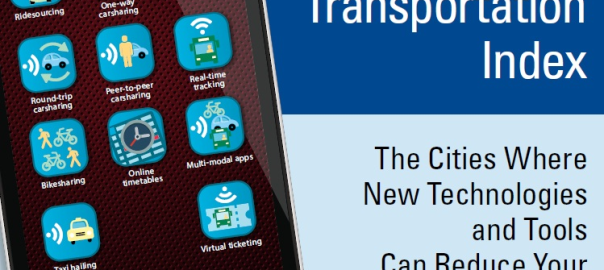 Ridesourcing
One-way
carsharing
Round-trip
carsharing
Peer-to-peer
carsharing
Real-time
tracking
Bikesharing
Online
timetables
Multi-modal apps
Taxi hailing
Virtual ticketing
Transportation
Index
The Cities Where
New Technologies
and Tools
Can Reduce Your